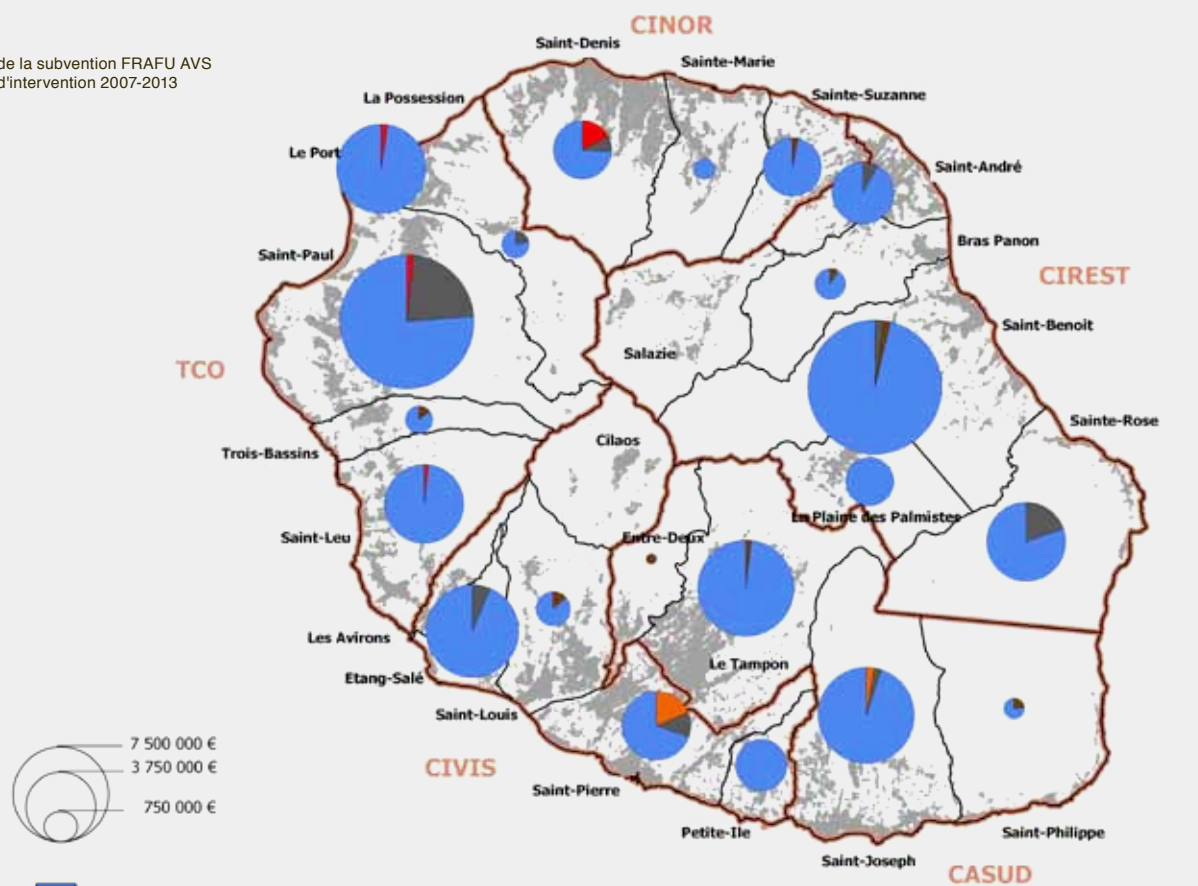 CINOR
Saint-Denis
de la subvention FRAFU AVS
d'intervention 2007-2013
Sainte-Marie
La Possession
Sainte-Suzanne
Le Port
Saint-André
Saint-Paul
Bras Panon
CIREST
Saint-Benoit
Salazie
TCO
Sainte-Rose
Cilaos
Trois-Bassins
La Plaine des Palmistes
Saint-Leu
Entre-Deux
Les Avirons
Le Tampon
Etang-Salé
Saint-Louis
7 500 000 €
3 750 000 €
CIVIS
Saint-Pierre
750 000 €
Petite-Ile
Saint-Philippe
Saint-Joseph
CASUD